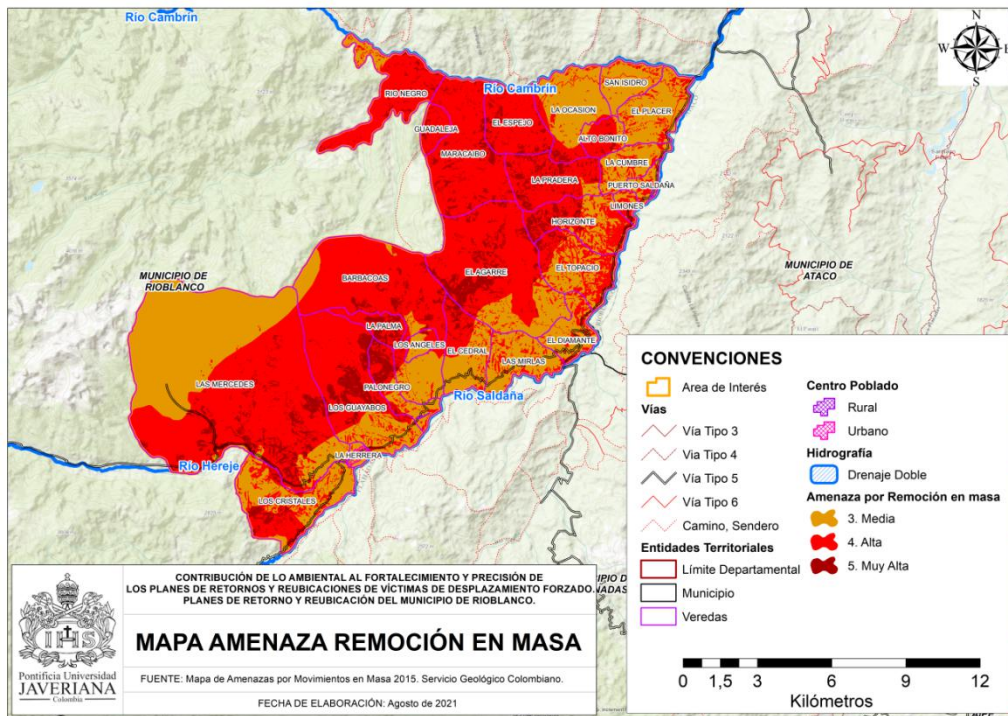 Río Cambrín
N
W
E
S
RIO NEGRO
Río Cambrín
SAN ISIDRO
LA OCASION
EL PLACER
GUADALEJA
EL ESPEJO
ALTO BONITO
MARACAIBO
LA CUMBRE
LA PRADERA
PUERTO SALDAÑA
LIMONES
HORIZONTE
MUNICIPIO DE
ATACO
EL TOPACIO
MUNICIPIO DE
RIOBLANCO
BARBACOAS
EL AGARRE
LA PALMA
EL DIAMANTE
LOS ANGELES
EL CEDRAL
LAS MIRLAS
LAS MERCEDES
PALONEGRO
Río Saldaña
LOS GUAYABOS
LA HERRERA
Río Hereje
LOS CRISTALES
CONVENCIONES
Area de Interés
Vías
Vía Tipo 3
Via Tipo 4
Vía Tipo 5
Vía Tipo 6
Camino, Sendero
Entidades Territoriales
Límite Departamental
Municipio
Veredas
Centro Poblado
Rural
Urbano
Hidrografía
Drenaje Doble
Amenaza por Remoción en masa
3. Media
4. Alta
5. Muy Alta
0 1,5 3 6 9 12
Kilómetros
IHS
Pontificia Universidad
JAVERIANA
Colombia
CONTRIBUCIÓN DE LO AMBIENTAL AL FORTALECIMIENTO Y PRECISIÓN DE
LOS PLANES DE RETORNOS Y REUBICACIONES DE VÍCTIMAS DE DESPLAZAMIENTO FORZADO.
PLANES DE RETORNO Y REUBICACIÓN DEL MUNICIPIO DE RIOBLANCO.
MAPA AMENAZA REMOCIÓN EN MASA
FUENTE: Mapa de Amenazas por Movimientos en Masa 2015. Servicio Geológico Colombiano.
FECHA DE ELABORACIÓN: Agosto de 2021